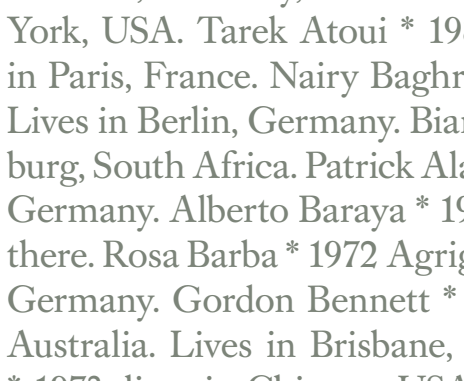 York, USA. Tarek Atoui * 19
in Paris, France. Nairy Baghr
Lives in Berlin, Germany. Bia
burg, South Africa. Patrick Ala
Germany. Alberto Baraya * 19
there. Rosa Barba * 1972 Agrig
Germany. Gordon Bennett *
Australia. Lives in Brisbane,